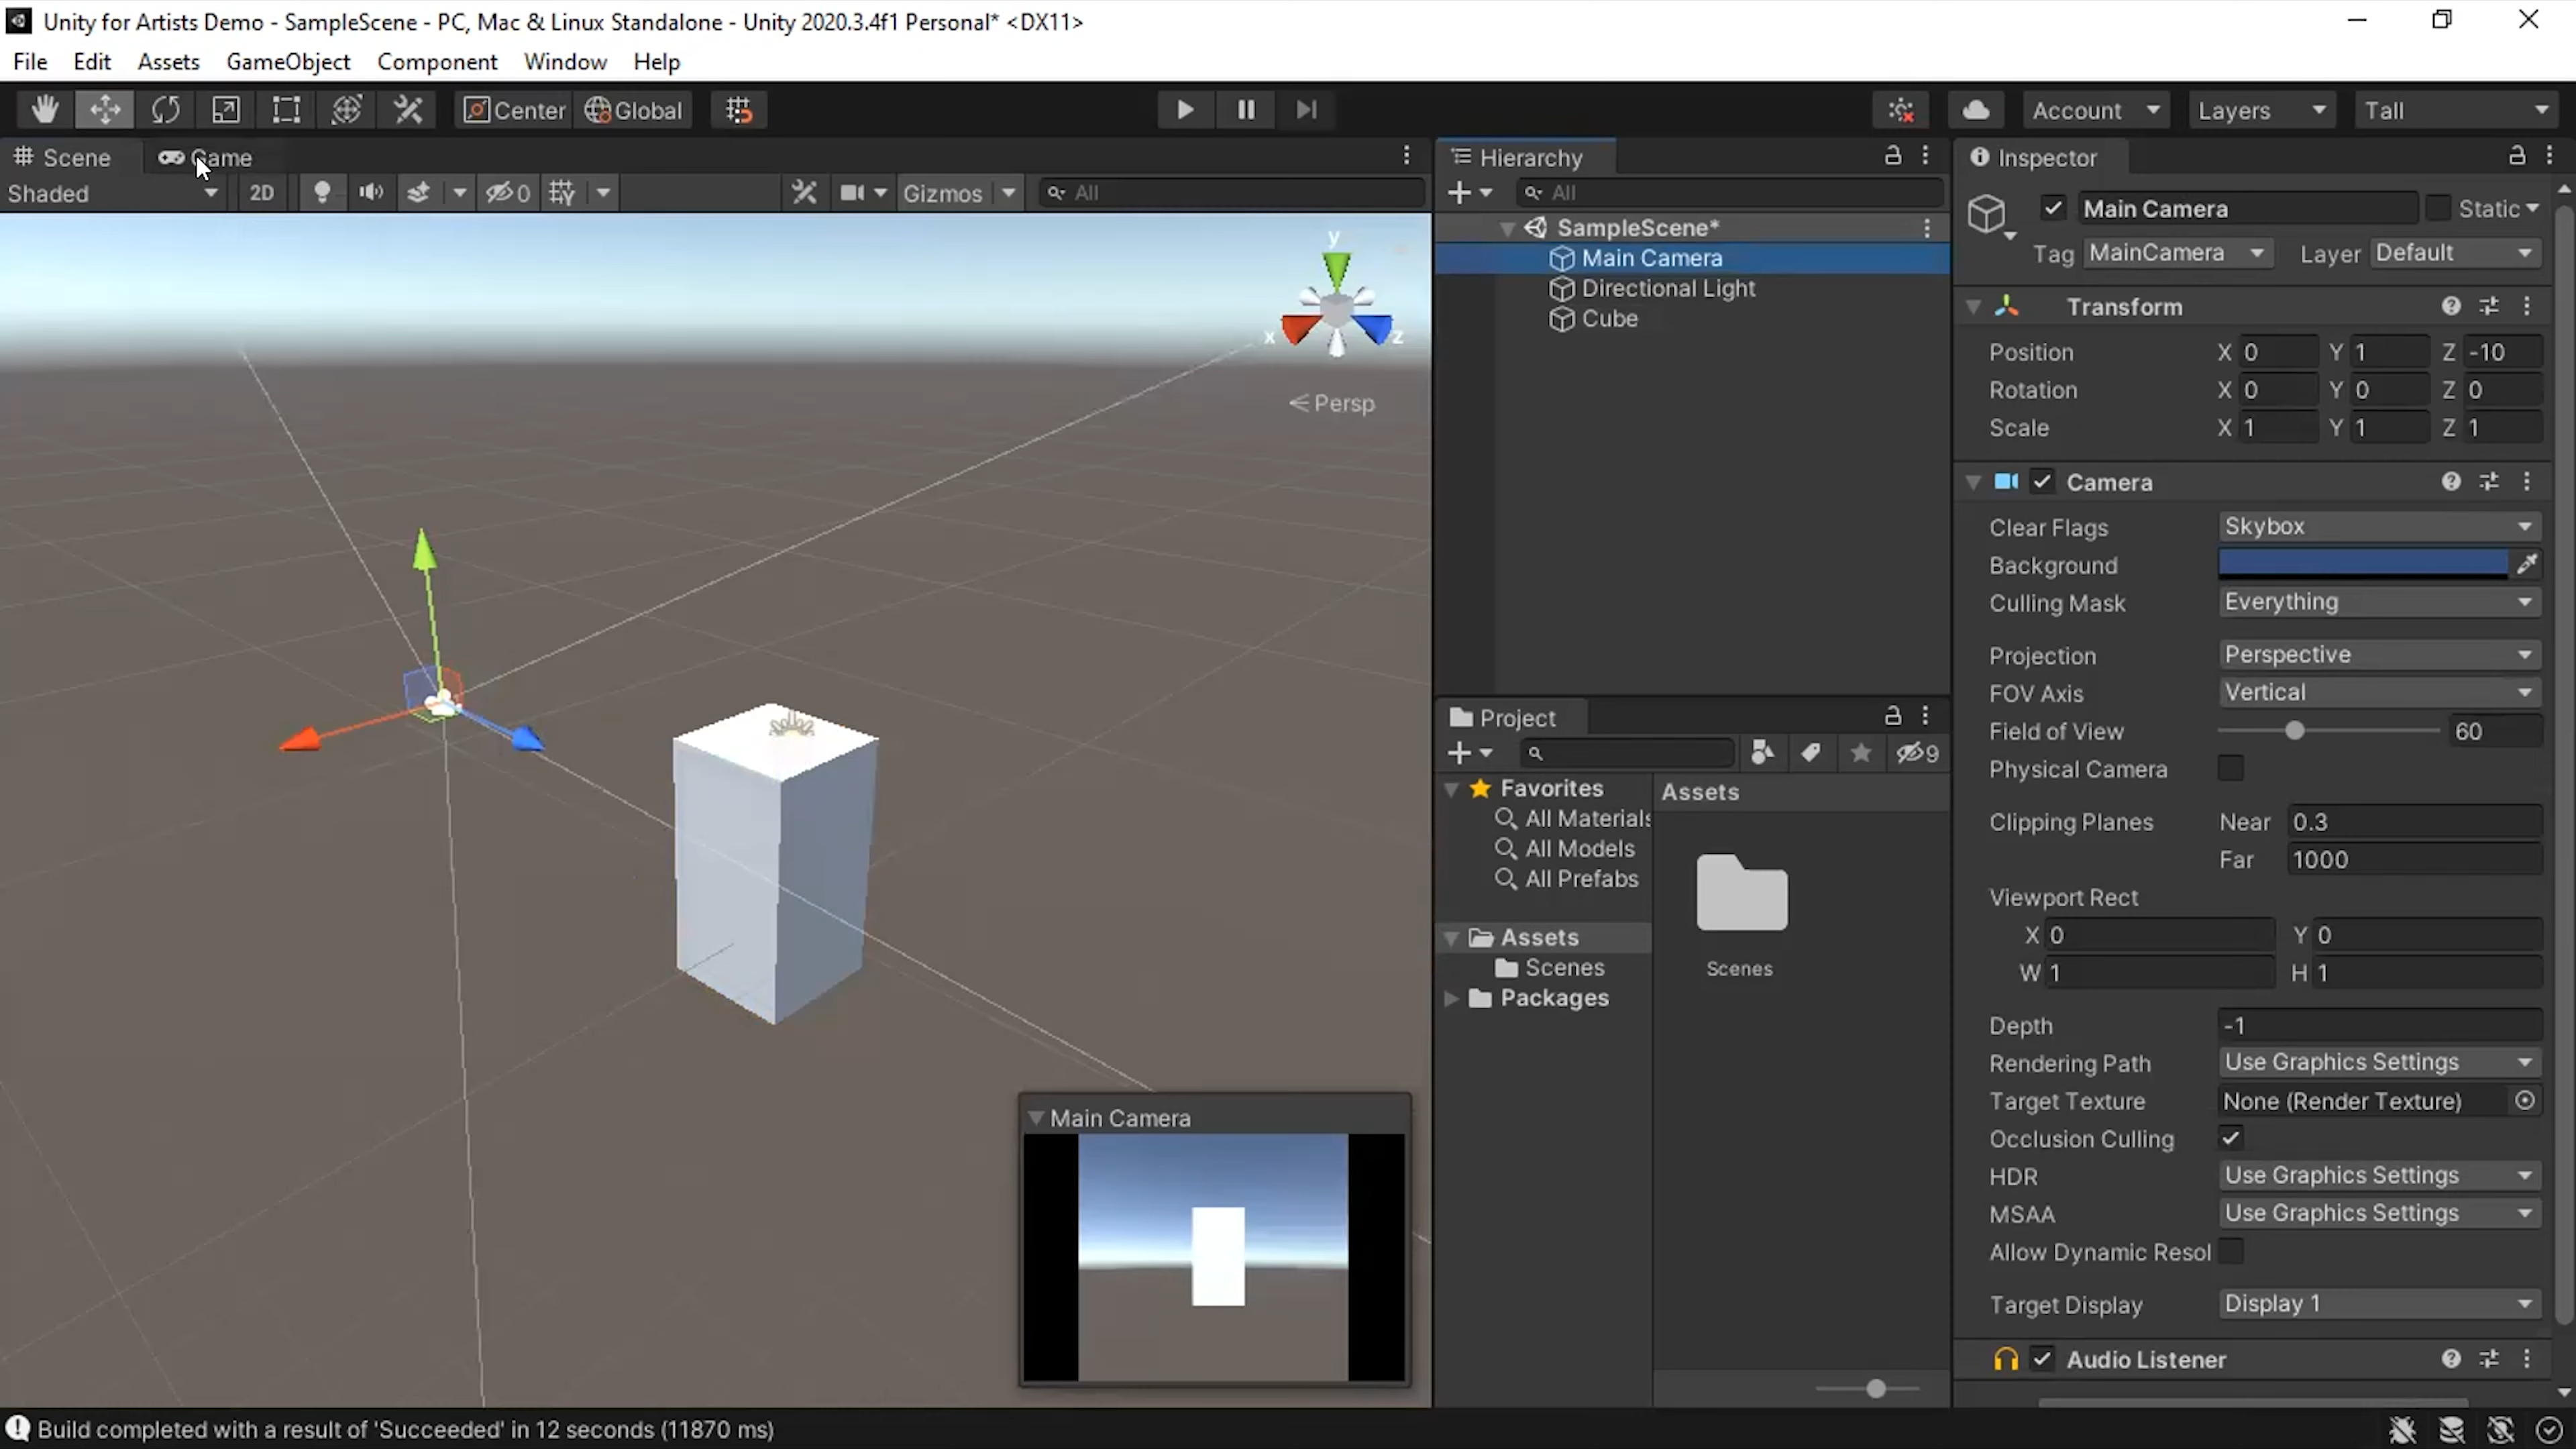 Unity for Artists Demo - SampleScene - PC, Mac & Linux Standalone - Unity 2020.3.4f1 Personal* <DX11>
File Edit Assets GameObject Component Window Help
Center Global Account Layers Tall
Scene Game
Shaded 2D 0 Gizmos All
y
x z
Persp
Main Camera
Hierarchy
All
SampleScene*
Main Camera
Directional Light
Cube
Project
9
Favorites
All Materials
All Models
All Prefabs
Assets
Scenes
Packages
Assets
Scenes
Inspector
Main Camera Static
Tag MainCamera Layer Default
Transform
Position X 0 Y 1 Z -10
Rotation X 0 Y 0 Z 0
Scale X 1 Y 1 Z 1
Camera
Clear Flags Skybox
Background
Culling Mask Everything
Projection Perspective
FOV Axis Vertical
Field of View 60
Physical Camera
Clipping Planes Near 0.3
Far 1000
Viewport Rect
X 0 Y 0
W 1 H 1
Depth -1
Rendering Path Use Graphics Settings
Target Texture None (Render Texture)
Occlusion Culling
HDR Use Graphics Settings
MSAA Use Graphics Settings
Allow Dynamic Resol
Target Display Display 1
Audio Listener
Build completed with a result of 'Succeeded' in 12 seconds (11870 ms)